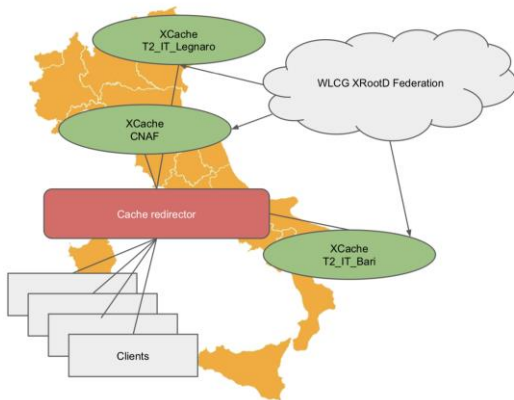 XCache
T2_IT_Legnaro
WLCG XRootD Federation
XCache
CNAF
Cache redirector
XCache
T2_IT_Bari
Clients